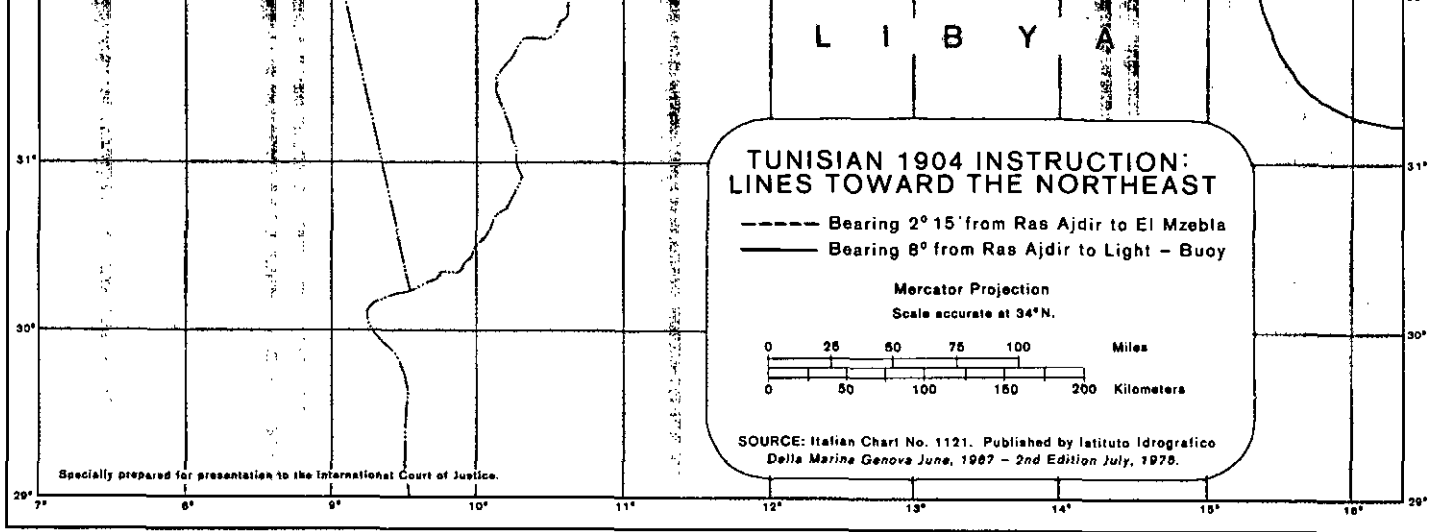 L I B Y A
31°
31°
TUNISIAN 1904 INSTRUCTION:
LINES TOWARD THE NORTHEAST
Bearing 2° 15' from Ras Ajdir to El Mzebla
Bearing 8° from Ras Ajdir to Light – Buoy
Mercator Projection
Scale accurate at 34°N.
30°
30°
0 25 50 75 100 Miles
0 50 100 150 200 Kilometers
SOURCE: Italian Chart No. 1121. Published by Istituto Idrografico
Della Marina Genova June, 1967 – 2nd Edition July, 1975.
Specially prepared for presentation to the International Court of Justice.
29°
29°
7° 8° 9° 10° 11° 12° 13° 14° 15° 16°